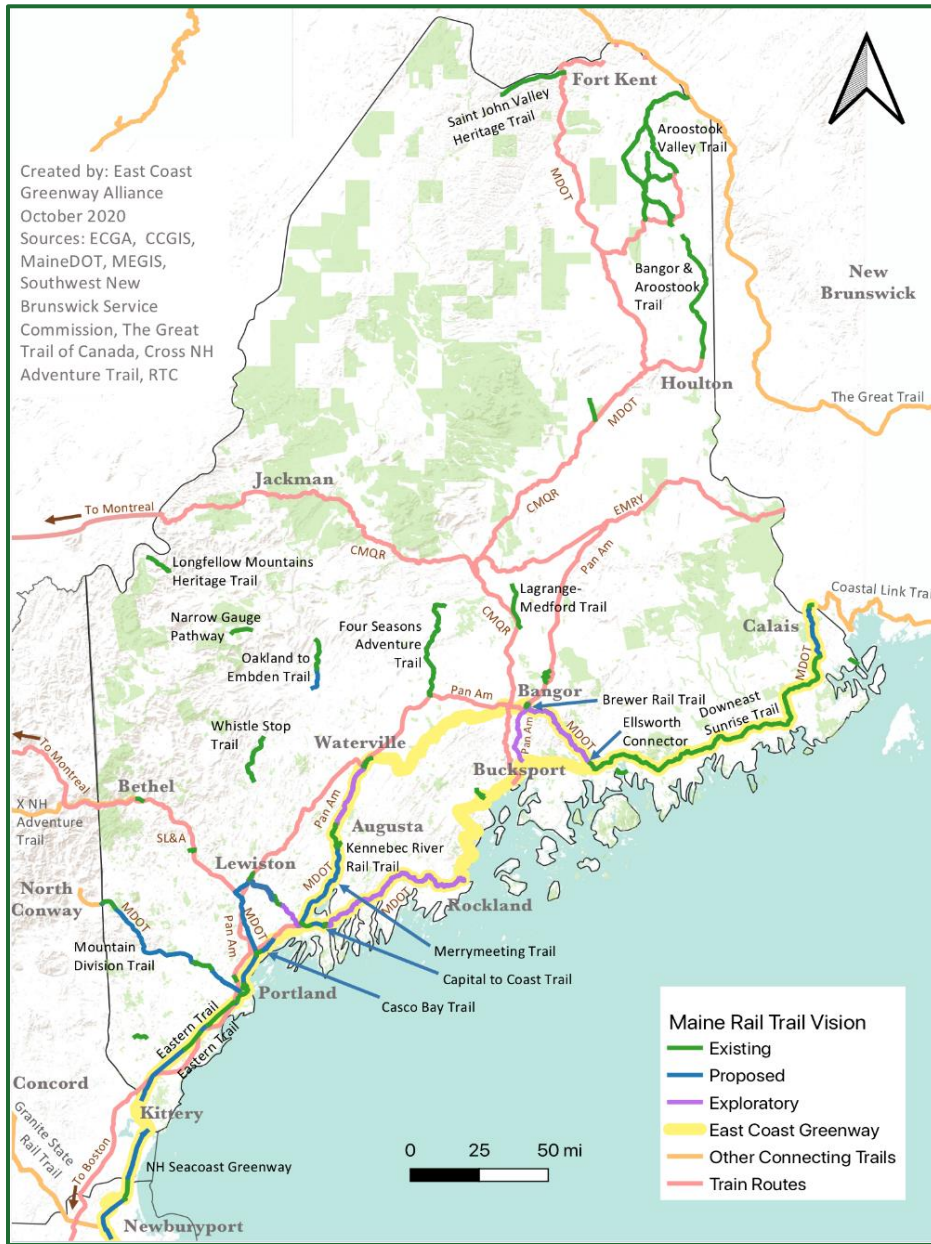 Fort Kent
Saint John Valley
Heritage Trail
Aroostook
Valley Trail
MDOT
Created by: East Coast
Greenway Alliance
October 2020
Sources: ECGA, CCGIS,
MaineDOT, MEGIS,
Southwest New
Brunswick Service
Commission, The Great
Trail of Canada, Cross NH
Adventure Trail, RTC
Bangor &
Aroostook
Trail
New
Brunswick
Houlton
The Great Trail
MDOT
Jackman
To Montreal
CMQR
EMRY
CMQR
Pan Am
Longfellow Mountains
Heritage Trail
Lagrange-
Medford Trail
Coastal Link Trail
Narrow Gauge
Pathway
Four Seasons
Adventure
Trail
CMQR
Calais
Oakland to
Embden Trail
MDOT
Pan Am
Bangor
Brewer Rail Trail
Downeast
Sunrise Trail
Ellsworth
Connector
Whistle Stop
Trail
Waterville
Pan Am
MDOT
To Montreal
Bucksport
Bethel
Pan Am
X NH
Adventure
Trail
SL&A
Augusta
Kennebec River
Rail Trail
Lewiston
MDOT
North
Conway
MDOT
MDOT
Rockland
Pan Am
MDOT
Mountain
Division Trail
Merrymeeting Trail
Capital to Coast Trail
Portland
Casco Bay Trail
Eastern Trail
Eastern Trail
Concord
Kittery
Granite State
Rail Trail
To Boston
NH Seacoast Greenway
Newburyport
0 25 50 mi
Maine Rail Trail Vision
Existing
Proposed
Exploratory
East Coast Greenway
Other Connecting Trails
Train Routes